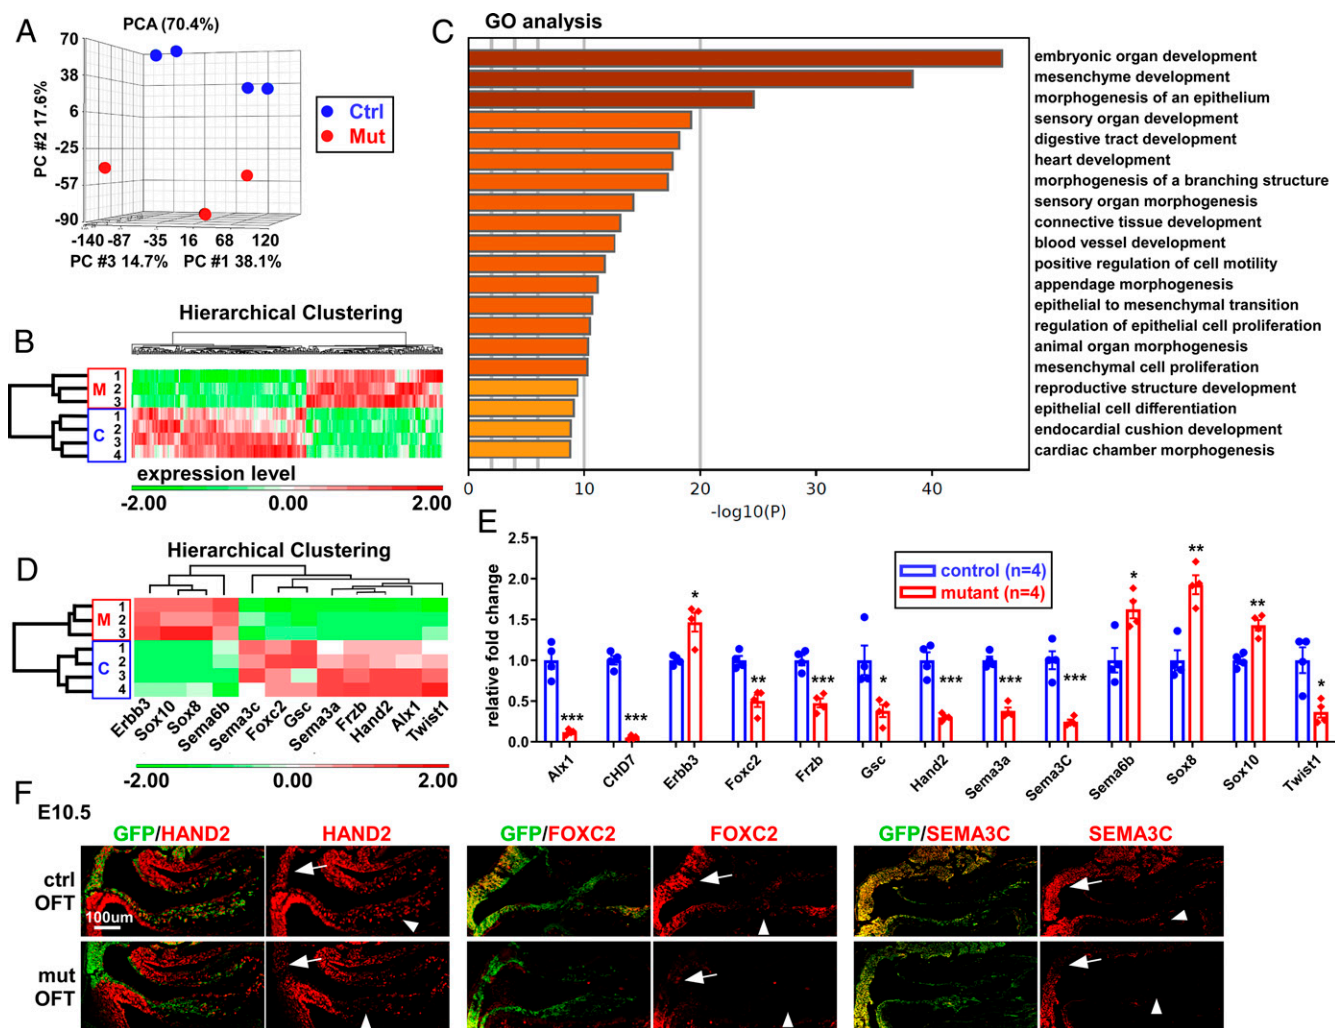 A
PCA (70.4%)
70
38
6
-25
-57
-90
PC #2 17.6%
-140 -87 -35 16 68 120
PC #3 14.7% PC #1 38.1%
Ctrl
Mut
B
Hierarchical Clustering
M
1
2
3
C
1
2
3
4
expression level
-2.00 0.00 2.00
C
GO analysis
embryonic organ development
mesenchyme development
morphogenesis of an epithelium
sensory organ development
digestive tract development
heart development
morphogenesis of a branching structure
sensory organ morphogenesis
connective tissue development
blood vessel development
positive regulation of cell motility
appendage morphogenesis
epithelial to mesenchymal transition
regulation of epithelial cell proliferation
animal organ morphogenesis
mesenchymal cell proliferation
reproductive structure development
epithelial cell differentiation
endocardial cushion development
cardiac chamber morphogenesis
0 10 20 30 40
-log10(P)
D
Hierarchical Clustering
M
1
2
3
C
1
2
3
4
Erbb3 Sox10 Sox8 Sema6b Sema3c Foxc2 Gsc Sema3a Frzb Hand2 Alx1 Twist1
-2.00 0.00 2.00
E
relative fold change
2.5
2.0
1.5
1.0
0.5
0.0
control (n=4)
mutant (n=4)
*** *** * ** *** * *** *** *** * ** ** *
Alx1 CHD7 Erbb3 Foxc2 Frzb Gsc Hand2 Sema3a Sema3C Sema6b Sox8 Sox10 Twist1
F
E10.5
GFP/HAND2 HAND2 GFP/FOXC2 FOXC2 GFP/SEMA3C SEMA3C
ctrl
OFT
100um
mut
OFT